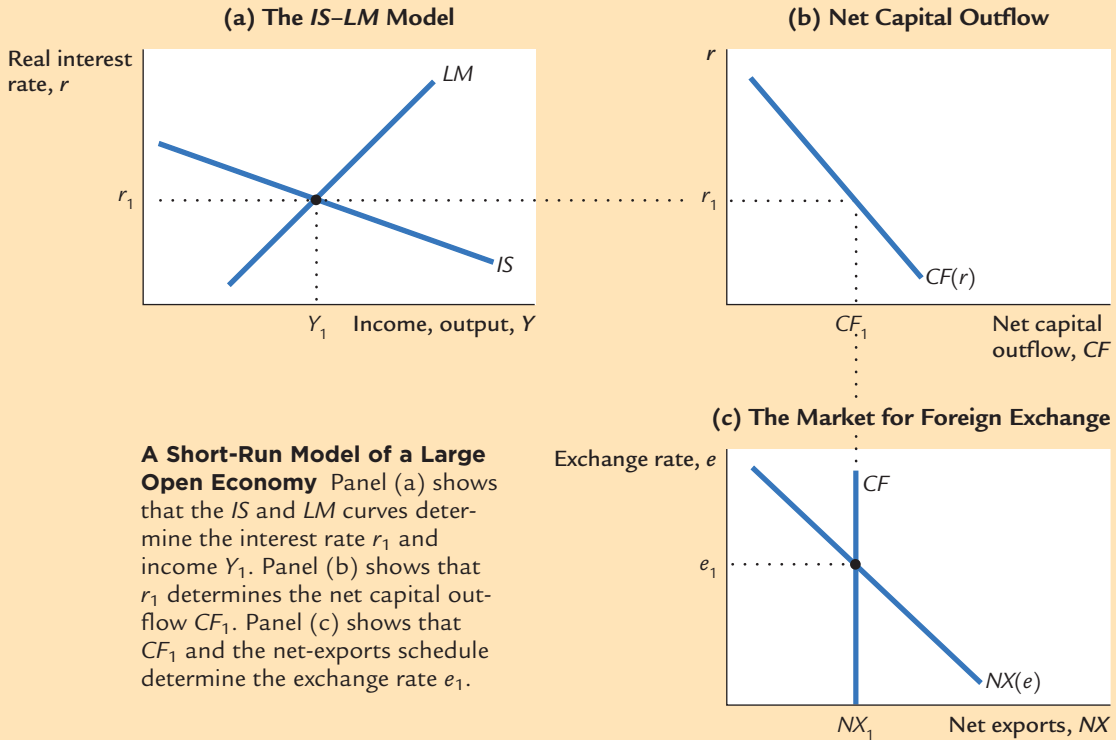 (a) The IS–LM Model
Real interest
rate, r
LM
r₁
IS
Y₁
Income, output, Y
(b) Net Capital Outflow
r
r₁
CF(r)
CF₁
Net capital
outflow, CF
A Short-Run Model of a Large
Open Economy Panel (a) shows
that the IS and LM curves deter-
mine the interest rate r₁ and
income Y₁. Panel (b) shows that
r₁ determines the net capital out-
flow CF₁. Panel (c) shows that
CF₁ and the net-exports schedule
determine the exchange rate e₁.
(c) The Market for Foreign Exchange
Exchange rate, e
CF
e₁
NX(e)
NX₁
Net exports, NX